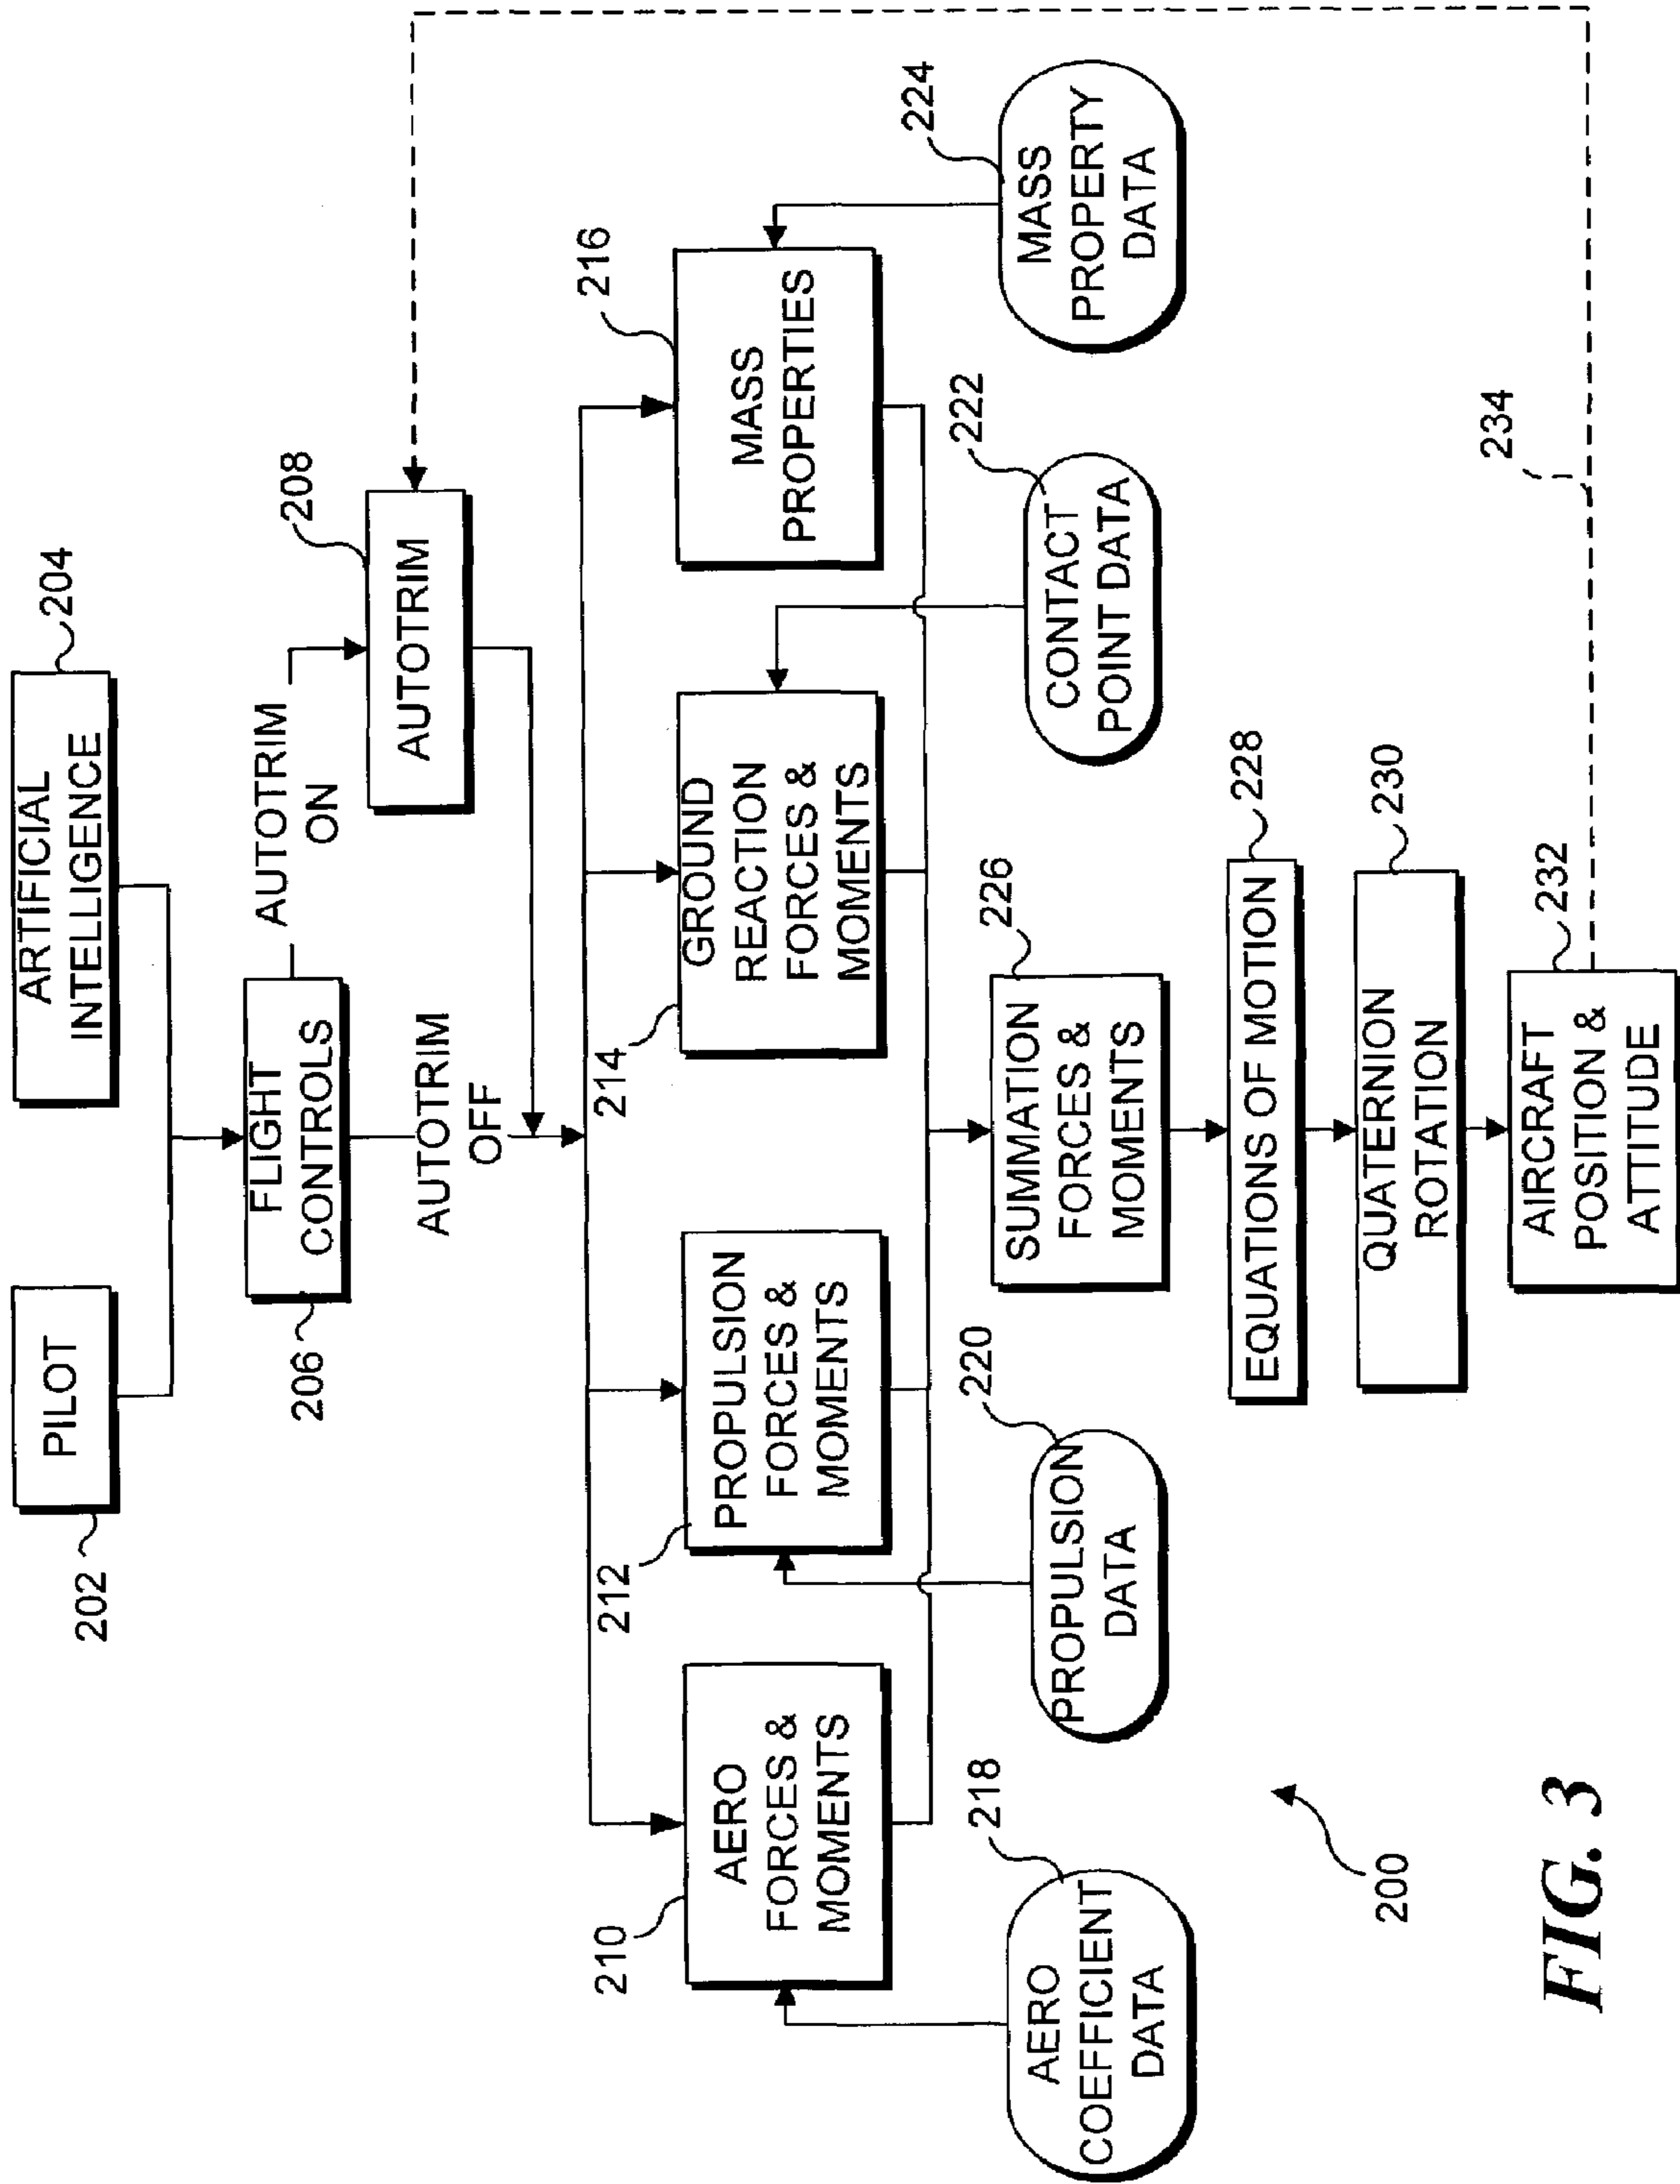 PILOT
202
ARTIFICIAL
INTELLIGENCE
204
FLIGHT
CONTROLS
206
AUTOTRIM
ON
AUTOTRIM
OFF
AUTOTRIM
208
AERO
FORCES &
MOMENTS
210
PROPULSION
FORCES &
MOMENTS
212
GROUND
REACTION
FORCES &
MOMENTS
214
MASS
PROPERTIES
216
AERO
COEFFICIENT
DATA
218
PROPULSION
DATA
220
CONTACT
POINT DATA
222
MASS
PROPERTY
DATA
224
SUMMATION
FORCES &
MOMENTS
226
EQUATIONS OF MOTION
228
QUATERNION
ROTATION
230
AIRCRAFT
POSITION &
ATTITUDE
232
234
200
FIG. 3